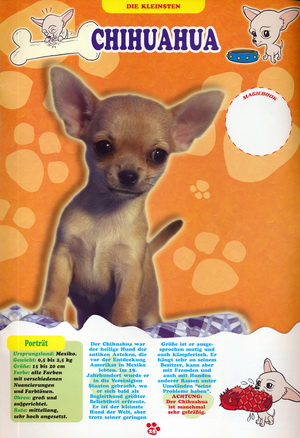 DIE KLEINSTEN
CHIHUAHUA
MAGICBOOK
Porträt
Ursprungsland: Mexiko.
Gewicht: 0,5 bis 2,5 kg
Größe: 15 bis 20 cm
Farbe: alle Farben
mit verschiedenen
Nuancierungen
und Farbtönen.
Ohren: groß und
aufgerichtet.
Rute: mittellang,
sehr hoch angesetzt.
Der Chihuahua war
der heilige Hund der
antiken Azteken, die
vor der Entdeckung
Amerikas in Mexiko
lebten. Im 19.
Jahrhundert wurde er
in die Vereinigten
Staaten gebracht, wo
er sich bald als
Begleithund größter
Beliebtheit erfreute.
Er ist der kleinste
Hund der Welt, aber
trotz seiner geringen
Größe ist er ausge-
sprochen mutig und
auch kämpferisch. Er
hängt sehr an seinem
Besitzer, kann aber
mit Fremden und
auch mit Hunden
anderer Rassen unter
Umständen "seine
Probleme haben".
ACHTUNG:
Der Chihuahua
ist manchmal
sehr gefräßig.